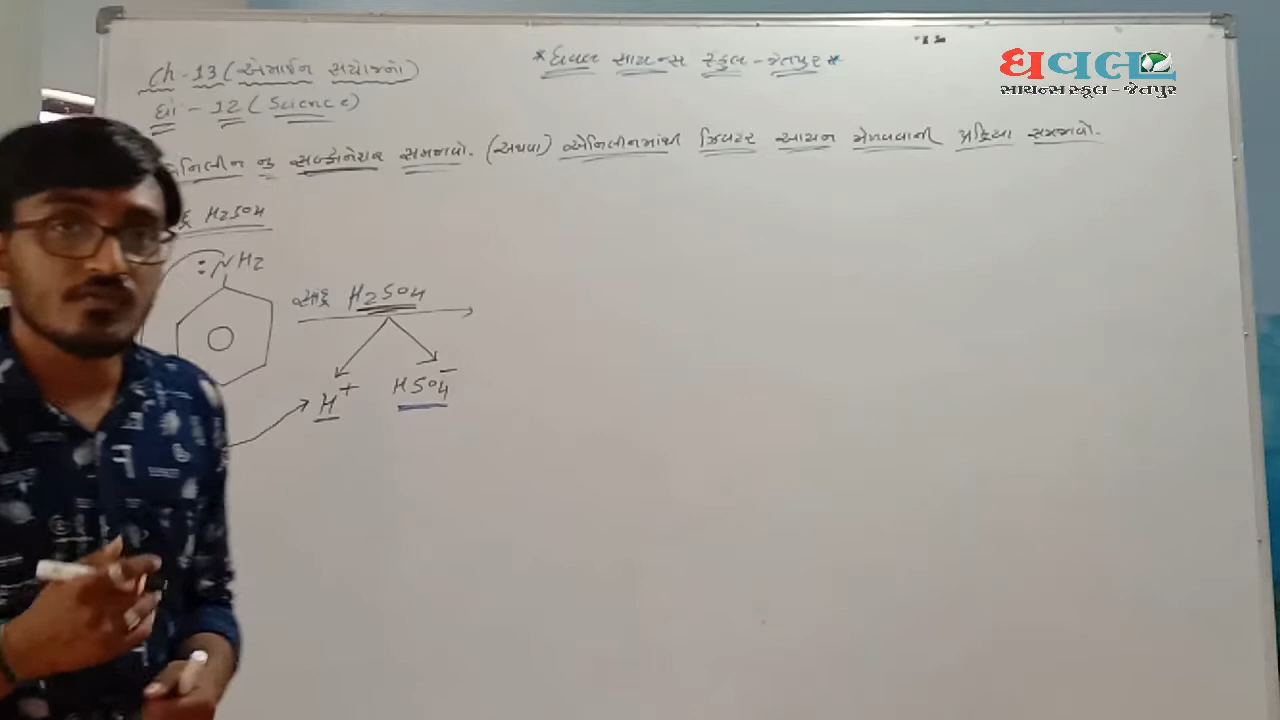 ch-13 (એમાઈન સંયોજનો)
* ધવલ સાયન્સ સ્કુલ - જેતપુર *
ધવલ
સાયન્સ સ્કૂલ - જેતપુર
ધો - 12 (Science)
નિલીન નુ સલ્ફોનેશન સમજાવો. (અથવા) એનિલીનમાંથી ઝિવટર આયન મેળવવાની પ્રક્રિયા સમજાવો.
H2SO4
:NH2
સાંદ્ર H2SO4
H+ HSO4-